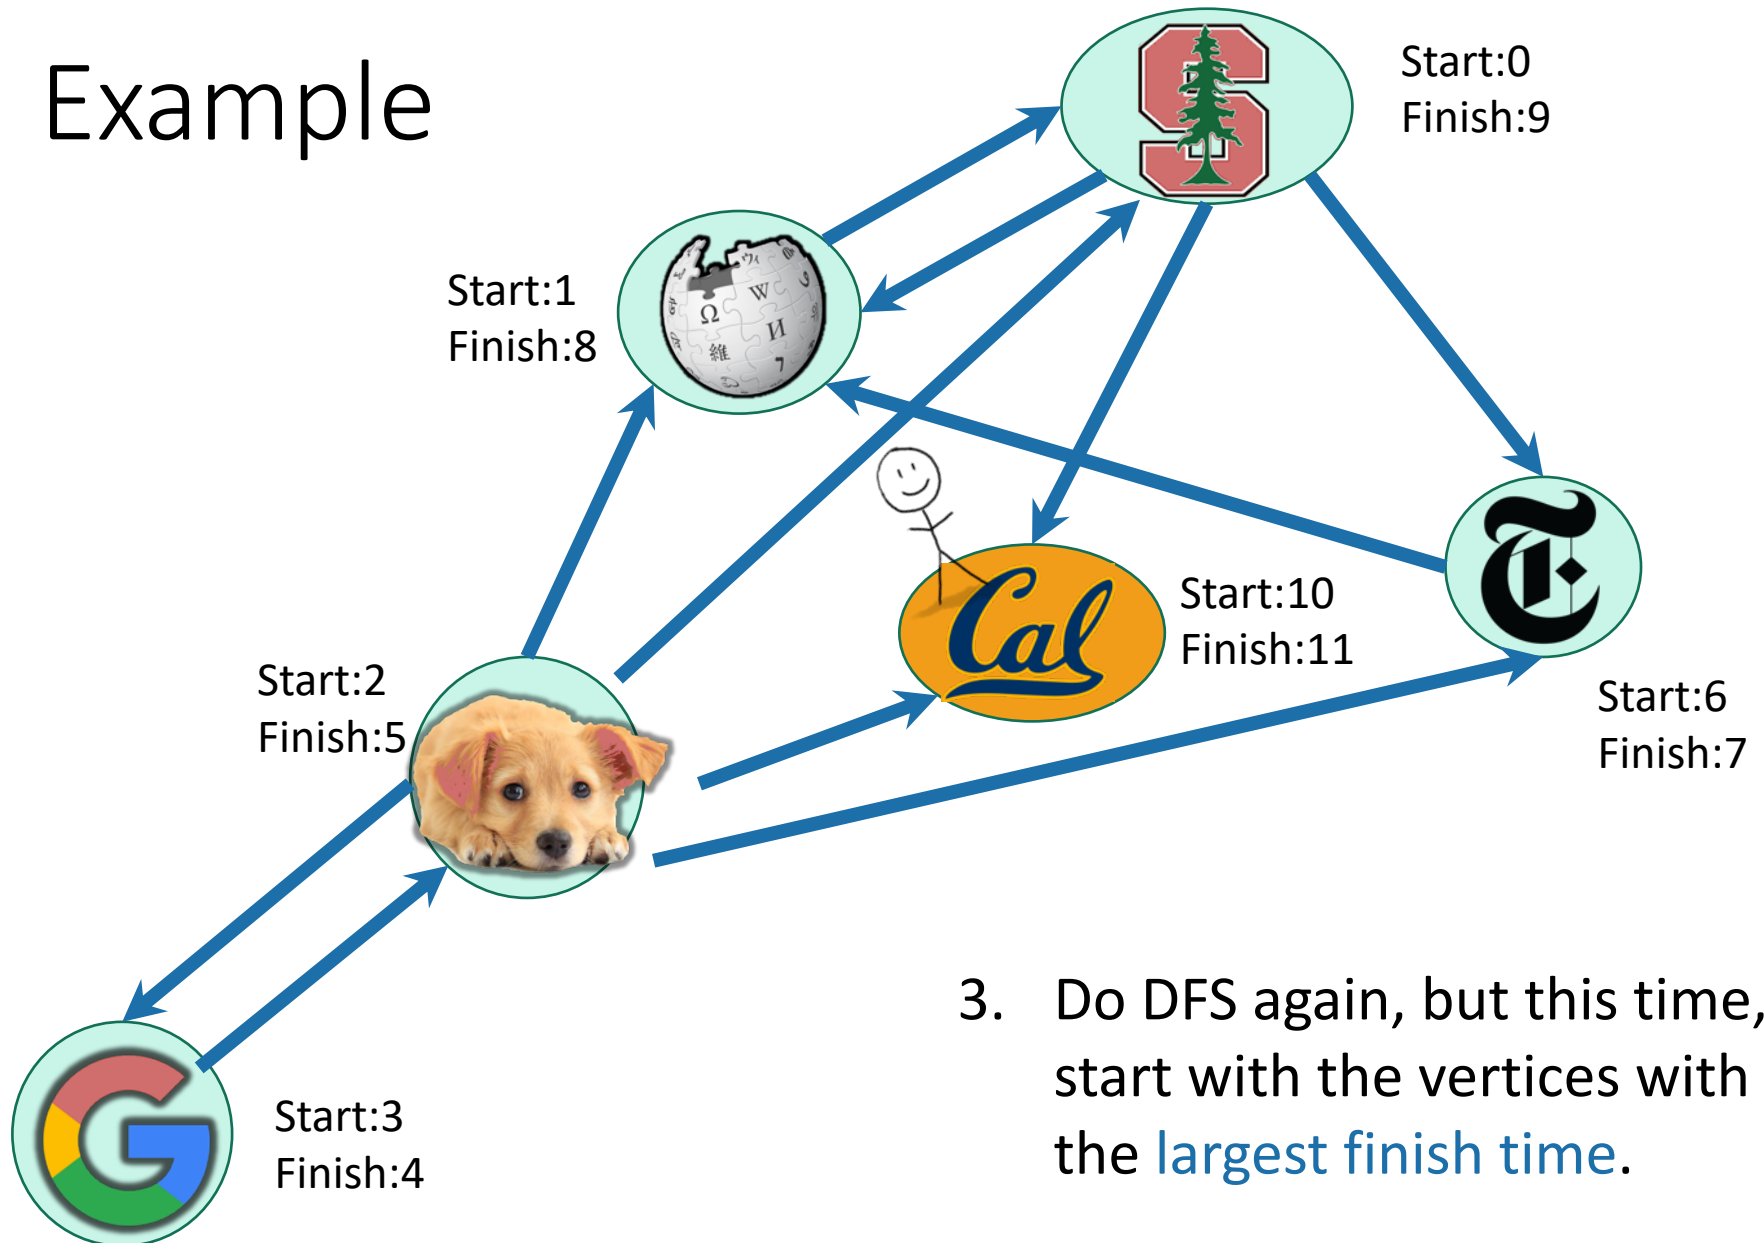 Example
Start:0
Finish:9
Start:1
Finish:8
Ω
W
И
維
Cal
Start:10
Finish:11
Start:2
Finish:5
Start:6
Finish:7
Start:3
Finish:4
3. Do DFS again, but this time,
start with the vertices with
the largest finish time.